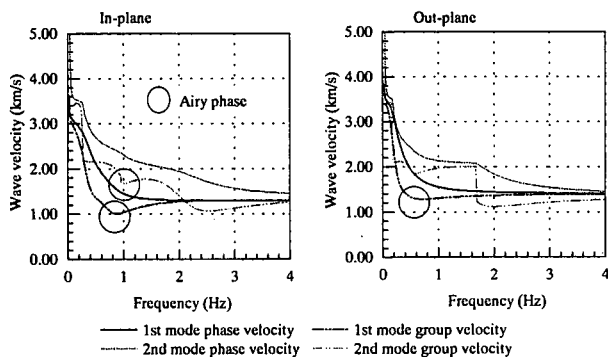 In-plane
Out-plane
5.00
4.00
3.00
2.00
1.00
0.00
Wave velocity (km/s)
Airy phase
0
1
2
3
4
Frequency (Hz)
5.00
4.00
3.00
2.00
1.00
0.00
Wave velocity (km/s)
0
1
2
3
4
Frequency (Hz)
1st mode phase velocity
1st mode group velocity
2nd mode phase velocity
2nd mode group velocity